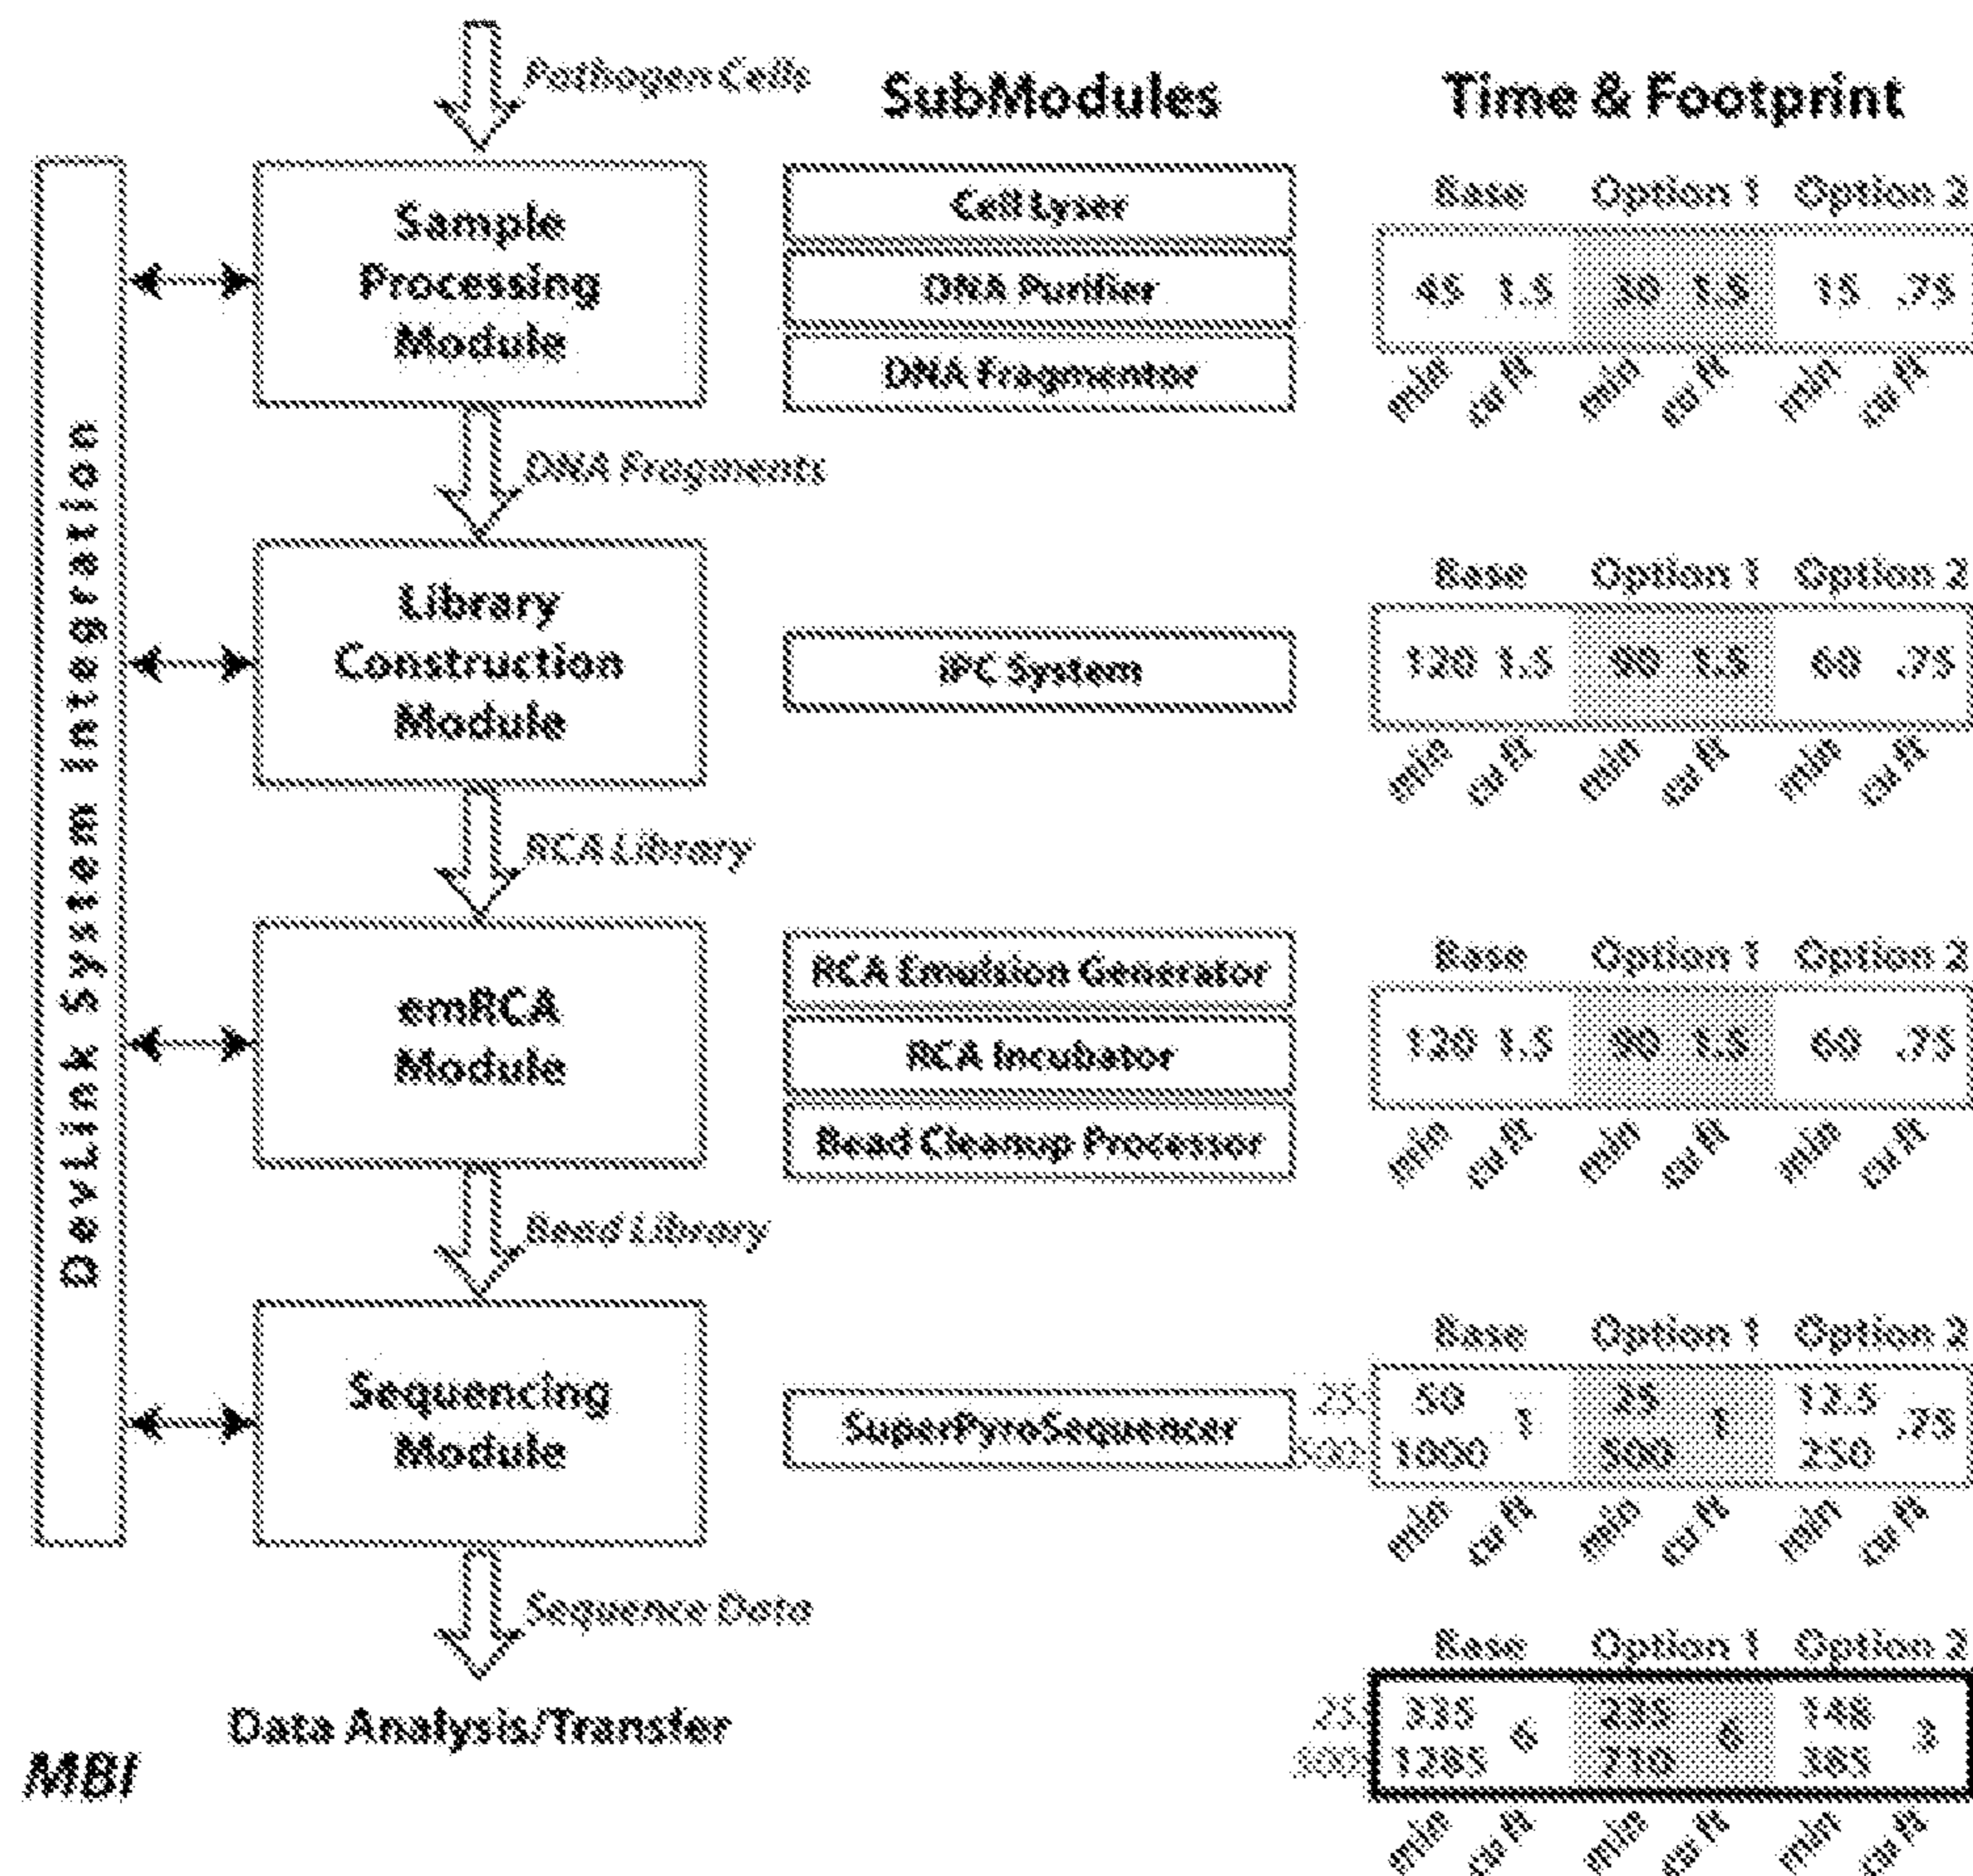 Pathogen Cells
SubModules
Time & Footprint
DevLink System Integration
Sample
Processing
Module
Cell Lyser
DNA Purifier
DNA Fragmentor
Base Option 1 Option 2
45 1.5 30 1.5 15 .75
min cu ft min cu ft min cu ft
DNA Fragments
Library
Construction
Module
iPC System
Base Option 1 Option 2
120 1.5 90 1.5 60 .75
min cu ft min cu ft min cu ft
RCA Library
emRCA
Module
RCA Emulsion Generator
RCA Incubator
Bead Cleanup Processor
Base Option 1 Option 2
120 1.5 90 1.5 60 .75
min cu ft min cu ft min cu ft
Bead Library
Sequencing
Module
SuperPyroSequencer
Base Option 1 Option 2
25: 50 25 12.5
1 1 .75
500: 1000 500 250
min cu ft min cu ft min cu ft
Sequence Data
Data Analysis/Transfer
MBI
Base Option 1 Option 2
25: 335 235 148
6 6 3
500: 1285 710 385
min cu ft min cu ft min cu ft